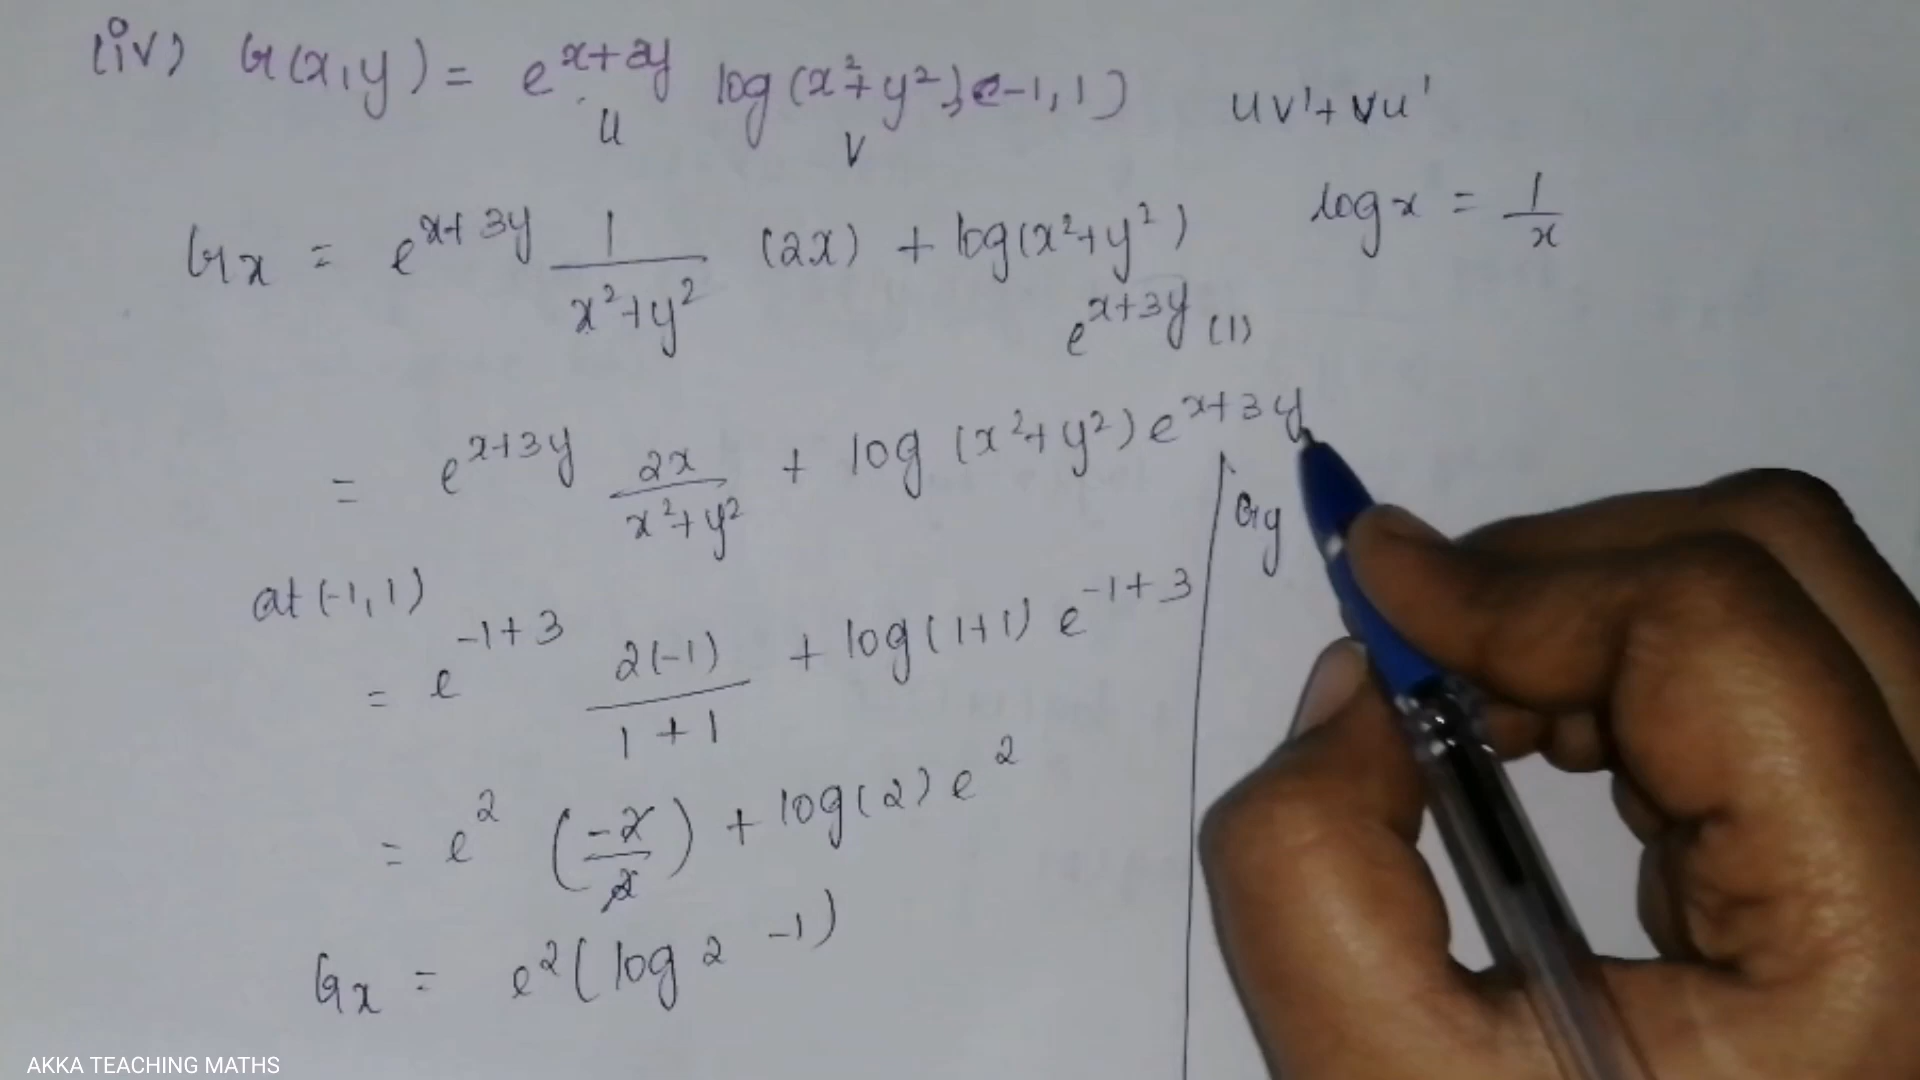 (iv) G(x,y) = e^{x+3y} log(x²+y²), (-1,1)    uv'+vu'
u    v
Gx = e^{x+3y} 1/(x²+y²) (2x) + log(x²+y²)    log x = 1/x
e^{x+3y} (1)
= e^{x+3y} 2x/(x²+y²) + log (x²+y²) e^{x+3y}
Gy
at (-1,1)
= e^{-1+3} 2(-1)/(1+1) + log(1+1) e^{-1+3}
= e² (-2/2) + log(2) e²
Gx = e² (log 2 -1)
AKKA TEACHING MATHS